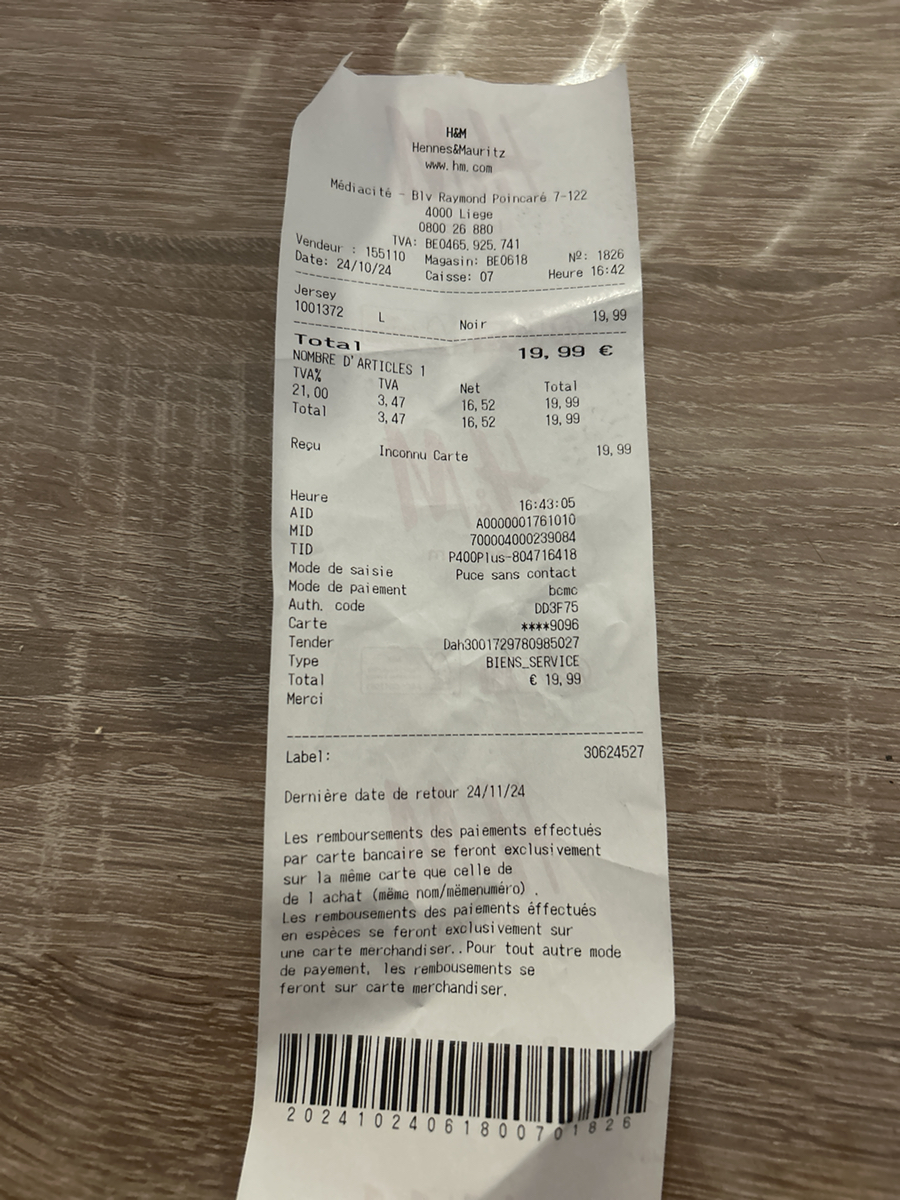 H&M
Hennes&Mauritz
www.hm.com
Médiacité - Blv Raymond Poincaré 7-122
4000 Liege
0800 26 880
TVA: BE0465.925.741
Vendeur : 155110 Magasin: BE0618 Nº: 1826
Date: 24/10/24 Caisse: 07 Heure 16:42
Jersey
1001372 L Noir 19,99
Total 19,99 €
NOMBRE D'ARTICLES 1
TVA% TVA Net Total
21,00 3,47 16,52 19,99
Total 3,47 16,52 19,99
Reçu Inconnu Carte 19,99
Heure 16:43:05
AID A0000001761010
MID 700004000239084
TID P400Plus-804716418
Mode de saisie Puce sans contact
Mode de paiement bcmc
Auth. code DD3F75
Carte ****9096
Tender Dah3001729780985027
Type BIENS_SERVICE
Total € 19,99
Merci
Label: 30624527
Dernière date de retour 24/11/24
Les remboursements des paiements effectués
par carte bancaire se feront exclusivement
sur la même carte que celle de
de l achat (même nom/mëmenuméro) .
Les rembousements des paiements éffectués
en espèces se feront exclusivement sur
une carte merchandiser..Pour tout autre mode
de payement, les rembousements se
feront sur carte merchandiser.
20241024061800701826